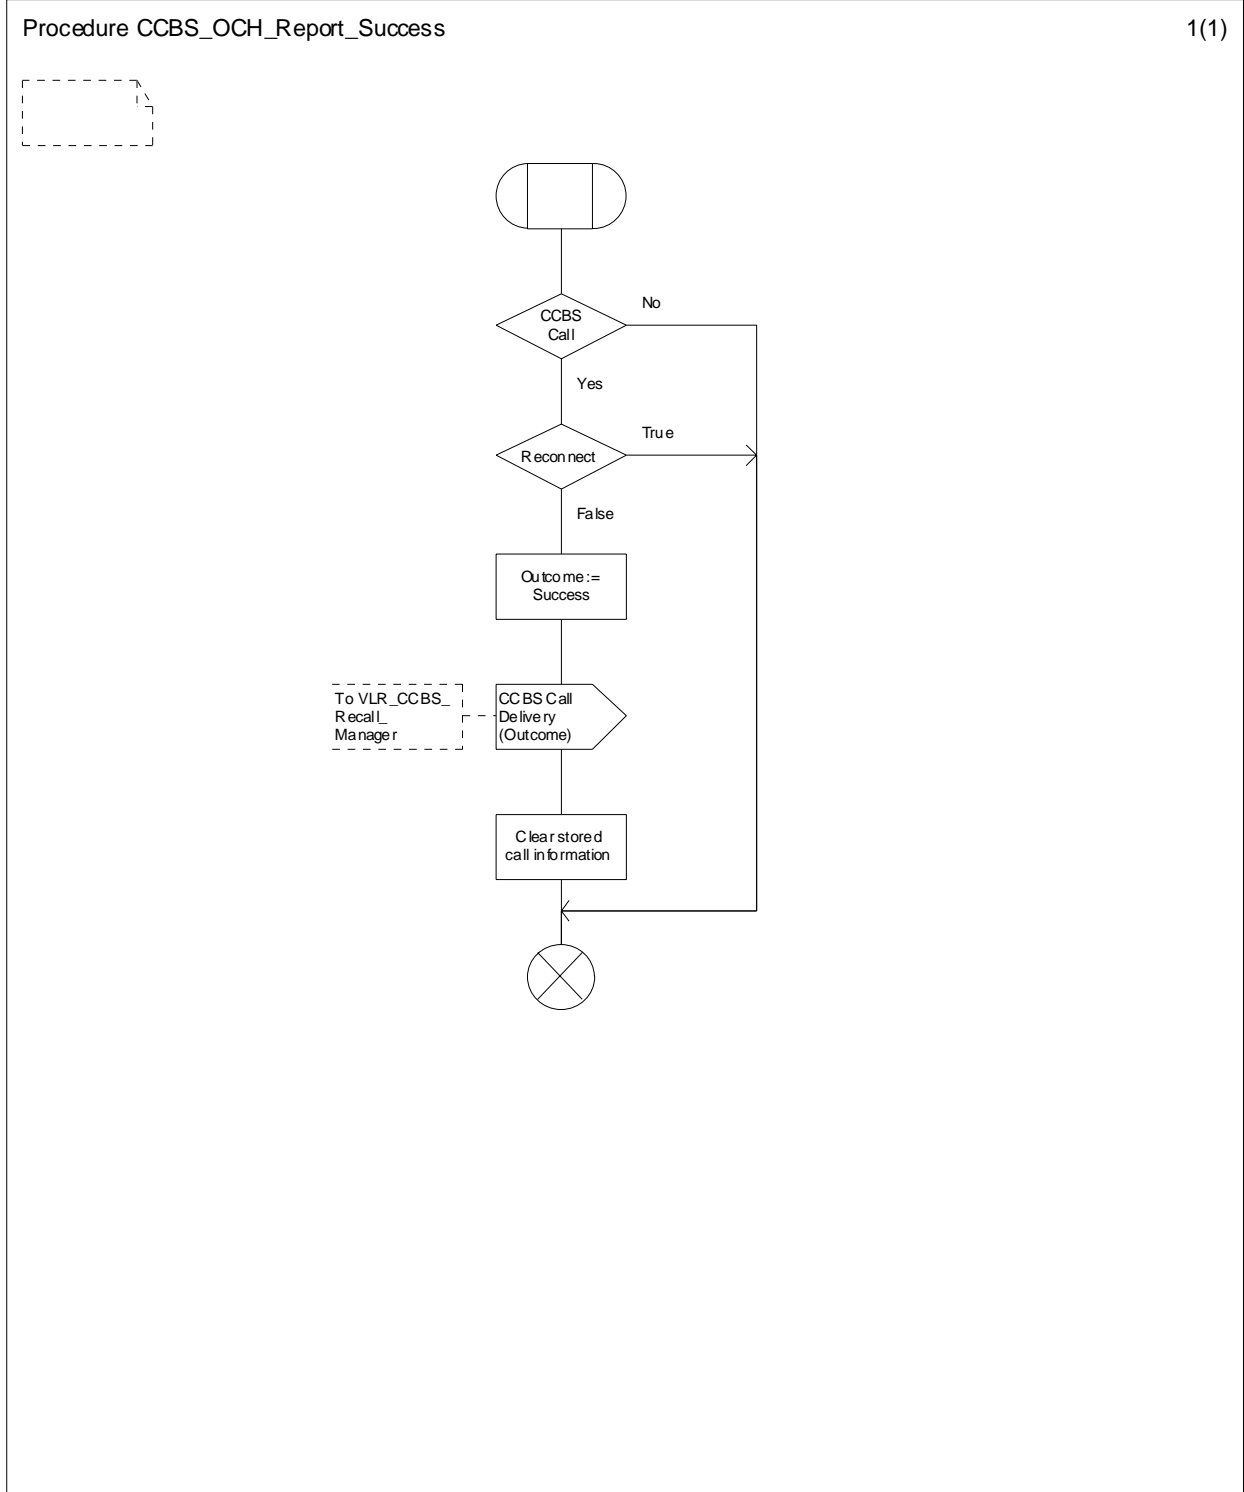 Procedure CCBS_OCH_Report_Success
1(1)
CCBS
Call
No
Yes
Reconnect
True
False
Outcome:=
Success
To VLR_CCBS_
Recall_
Manager
CCBS Call
Delivery
(Outcome)
Clear stored
call information